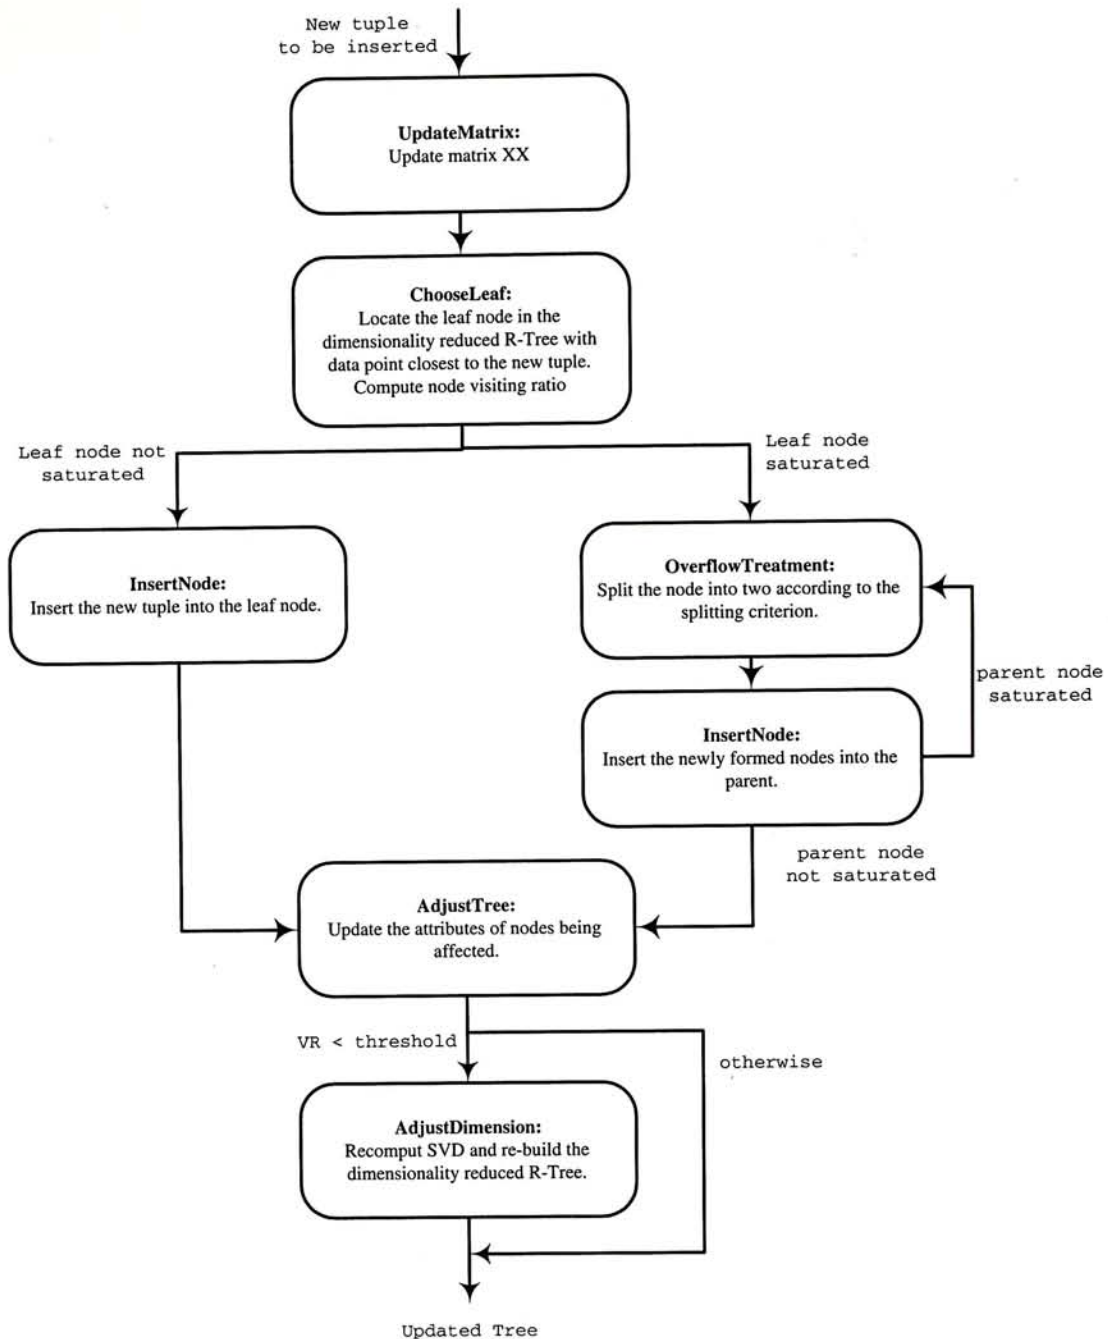 New tuple
to be inserted
UpdateMatrix:
Update matrix XX
ChooseLeaf:
Locate the leaf node in the
dimensionality reduced R-Tree with
data point closest to the new tuple.
Compute node visiting ratio
Leaf node not
saturated
Leaf node
saturated
InsertNode:
Insert the new tuple into the leaf node.
OverflowTreatment:
Split the node into two according to the
splitting criterion.
parent node
saturated
InsertNode:
Insert the newly formed nodes into the
parent.
parent node
not saturated
AdjustTree:
Update the attributes of nodes being
affected.
VR < threshold
otherwise
AdjustDimension:
Recomput SVD and re-build the
dimensionality reduced R-Tree.
Updated Tree